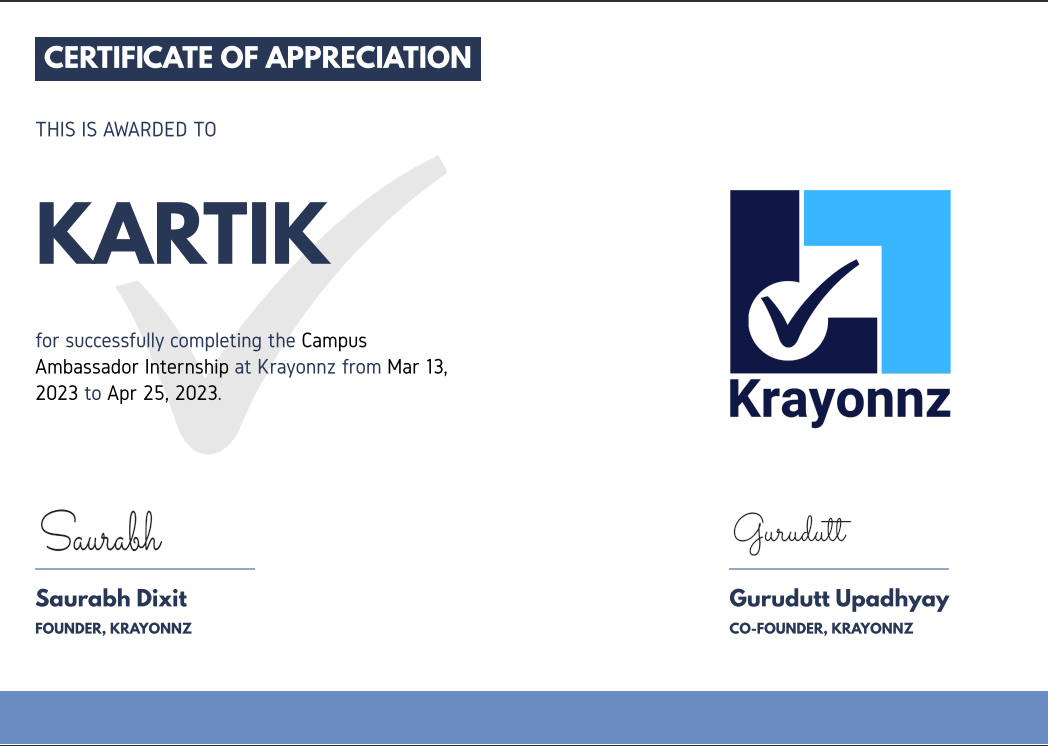 CERTIFICATE OF APPRECIATION
THIS IS AWARDED TO
KARTIK
for successfully completing the Campus
Ambassador Internship at Krayonnz from Mar 13,
2023 to Apr 25, 2023.
Krayonnz
Saurabh
Saurabh Dixit
FOUNDER, KRAYONNZ
Gurudutt
Gurudutt Upadhyay
CO-FOUNDER, KRAYONNZ